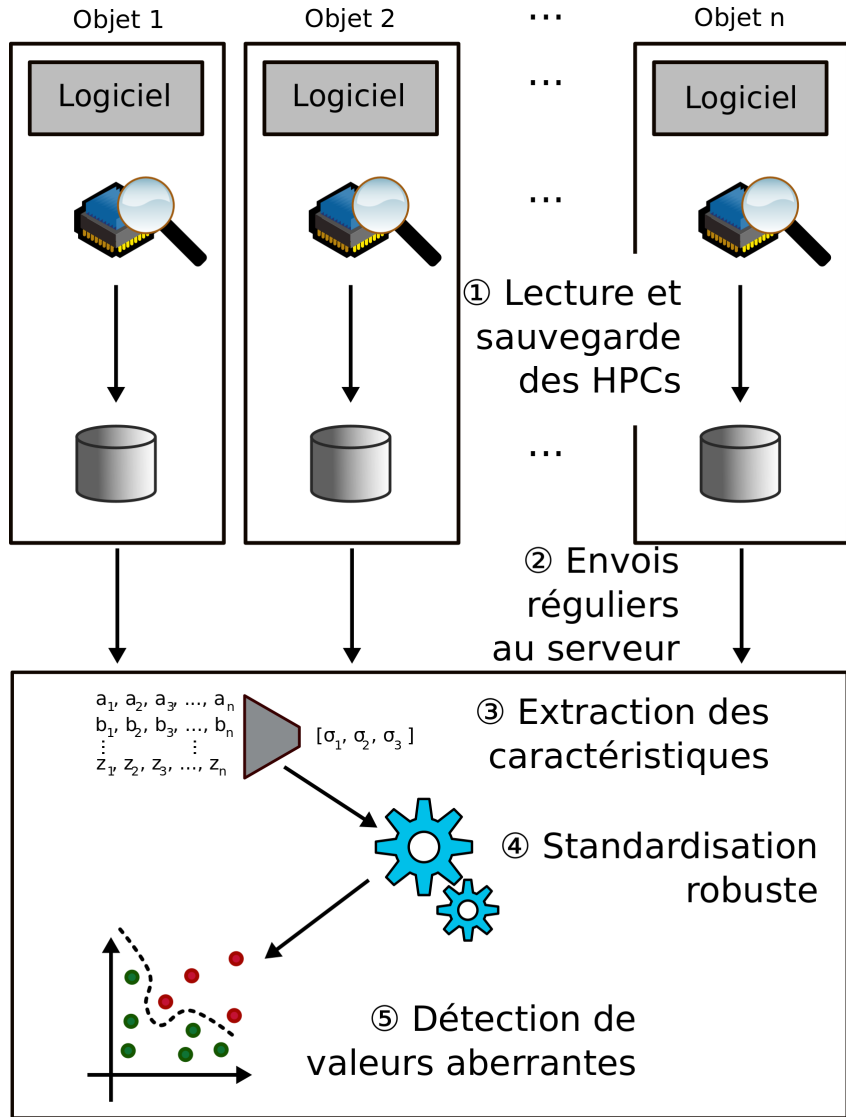 Objet 1
Objet 2
...
Objet n
Logiciel
Logiciel
...
Logiciel
...
① Lecture et
sauvegarde
des HPCs
...
② Envois
réguliers
au serveur
a₁, a₂, a₃, ..., aₙ
b₁, b₂, b₃, ..., bₙ
⋮ ⋮
z₁, z₂, z₃, ..., zₙ
[σ₁, σ₂, σ₃ ]
③ Extraction des
caractéristiques
④ Standardisation
robuste
⑤ Détection de
valeurs aberrantes